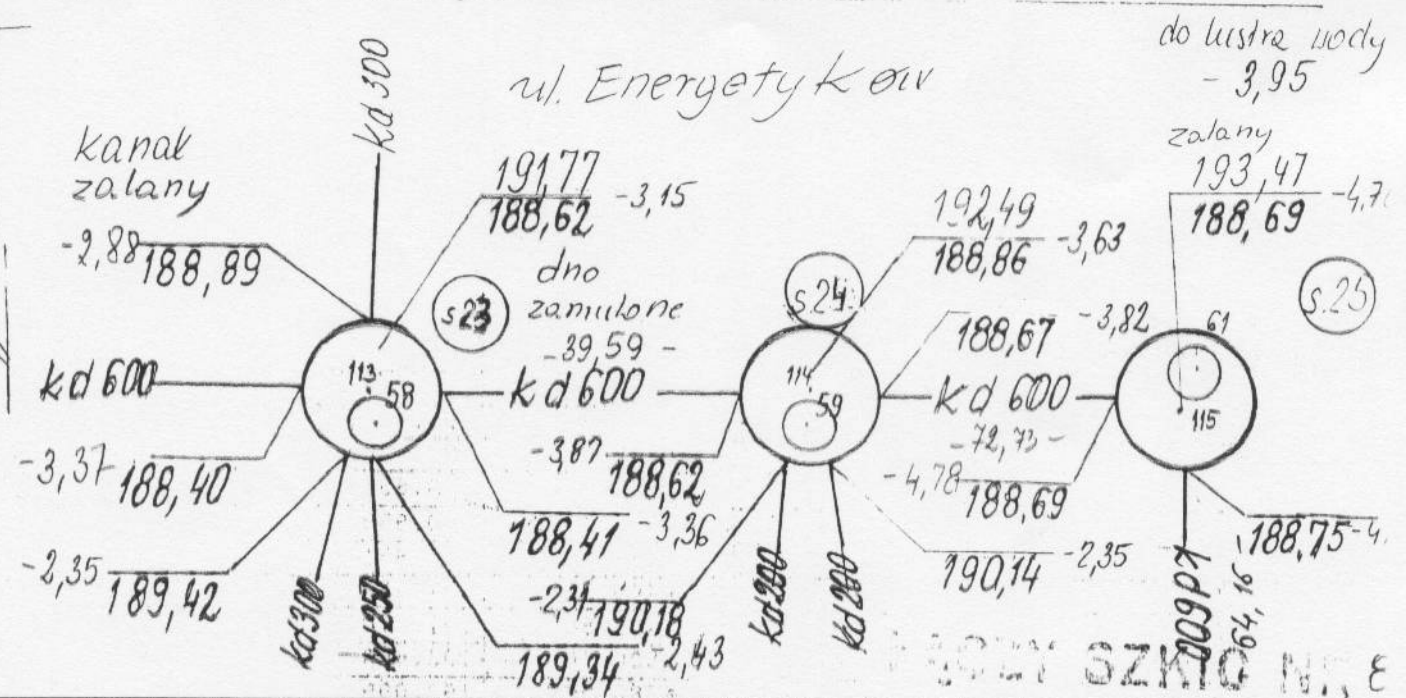 do lustra wody
- 3,95
ul. Energetyków
kd 300
kanał
zalany
zalany
191,77
188,62 -3,15
192,49
188,86 -3,63
193,47
188,69
-2,88 188,89
s 23
dno
zamulone
s.24
s.25
188,67 -3,82
61
- 39,59 -
kd 600
113
58
kd 600
114
59
kd 600
115
- 72,73 -
-3,37 188,40
-3,87 188,62
-4,78 188,69
188,41 -3,36
188,75
-2,35 189,42
190,14 -2,35
-2,31 190,18
189,34 -2,43
kd 300
kd 250
kd 200
kd 200
kd 600
64,16
SZKIC